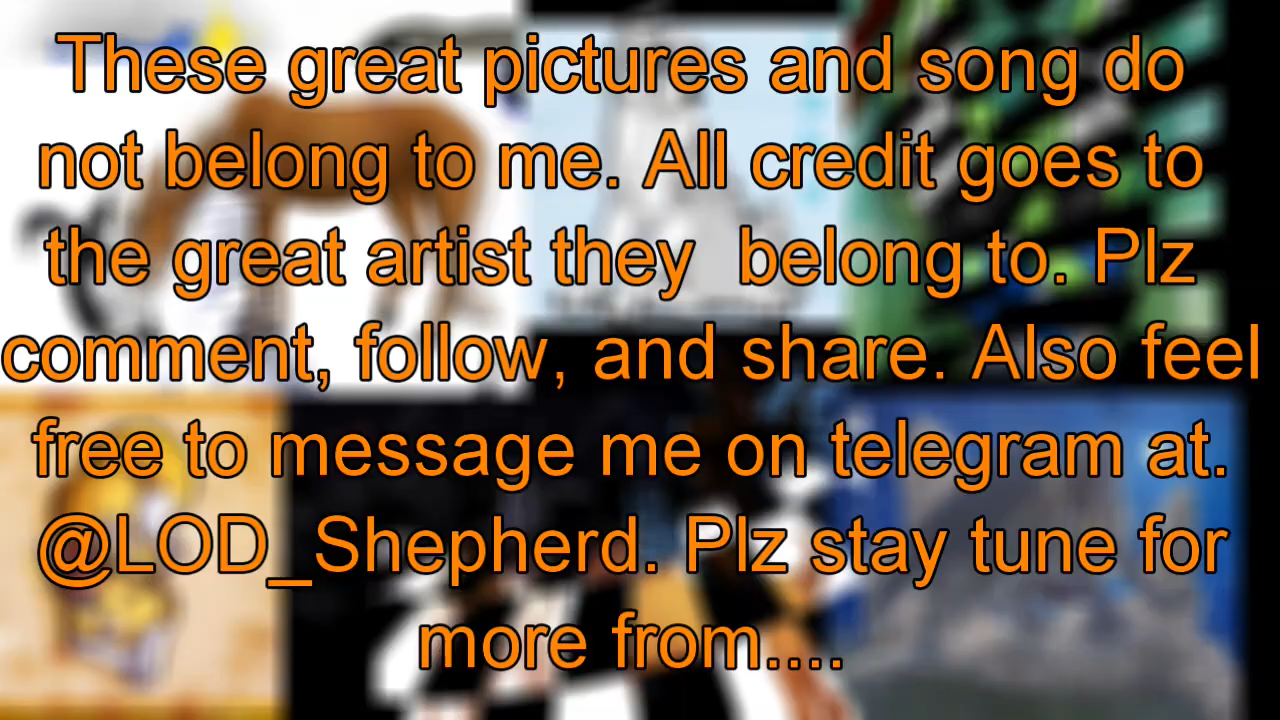 These great pictures and song do
not belong to me. All credit goes to
the great artist they  belong to. Plz
comment, follow, and share. Also feel
free to message me on telegram at.
@LOD_Shepherd. Plz stay tune for
more from....